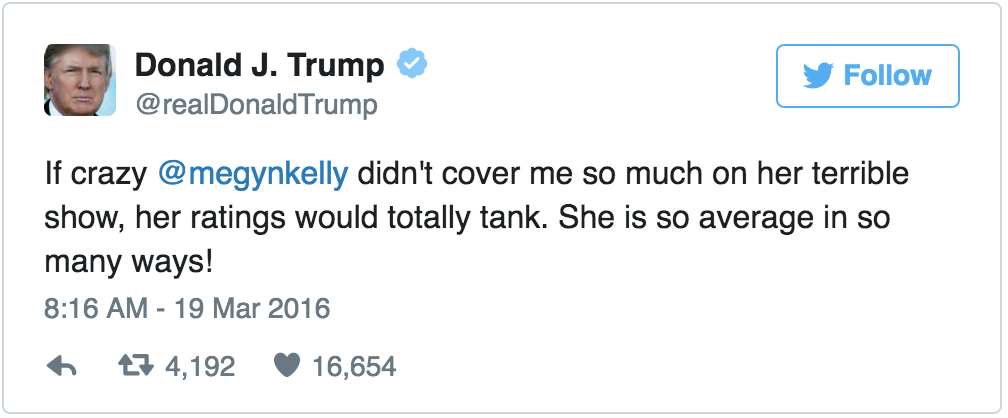 Donald J. Trump
@realDonaldTrump
Follow
If crazy @megynkelly didn't cover me so much on her terrible
show, her ratings would totally tank. She is so average in so
many ways!
8:16 AM - 19 Mar 2016
4,192 16,654